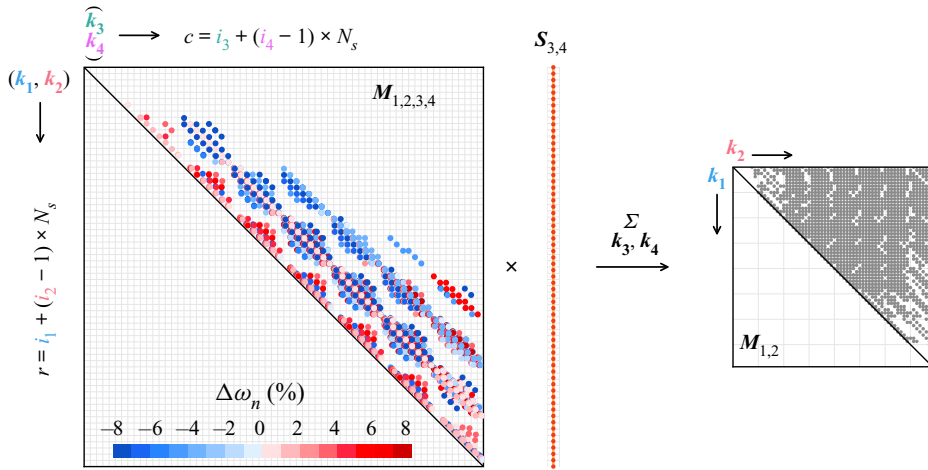 (k₃
k₄)
c = i₃ + (i₄ − 1) × Nₛ
S₃,₄
(k₁, k₂)
M₁,₂,₃,₄
r = i₁ + (i₂ − 1) × Nₛ
k₂
k₁
×
Σ
k₃, k₄
M₁,₂
Δωₙ (%)
−8 −6 −4 −2 0 2 4 6 8